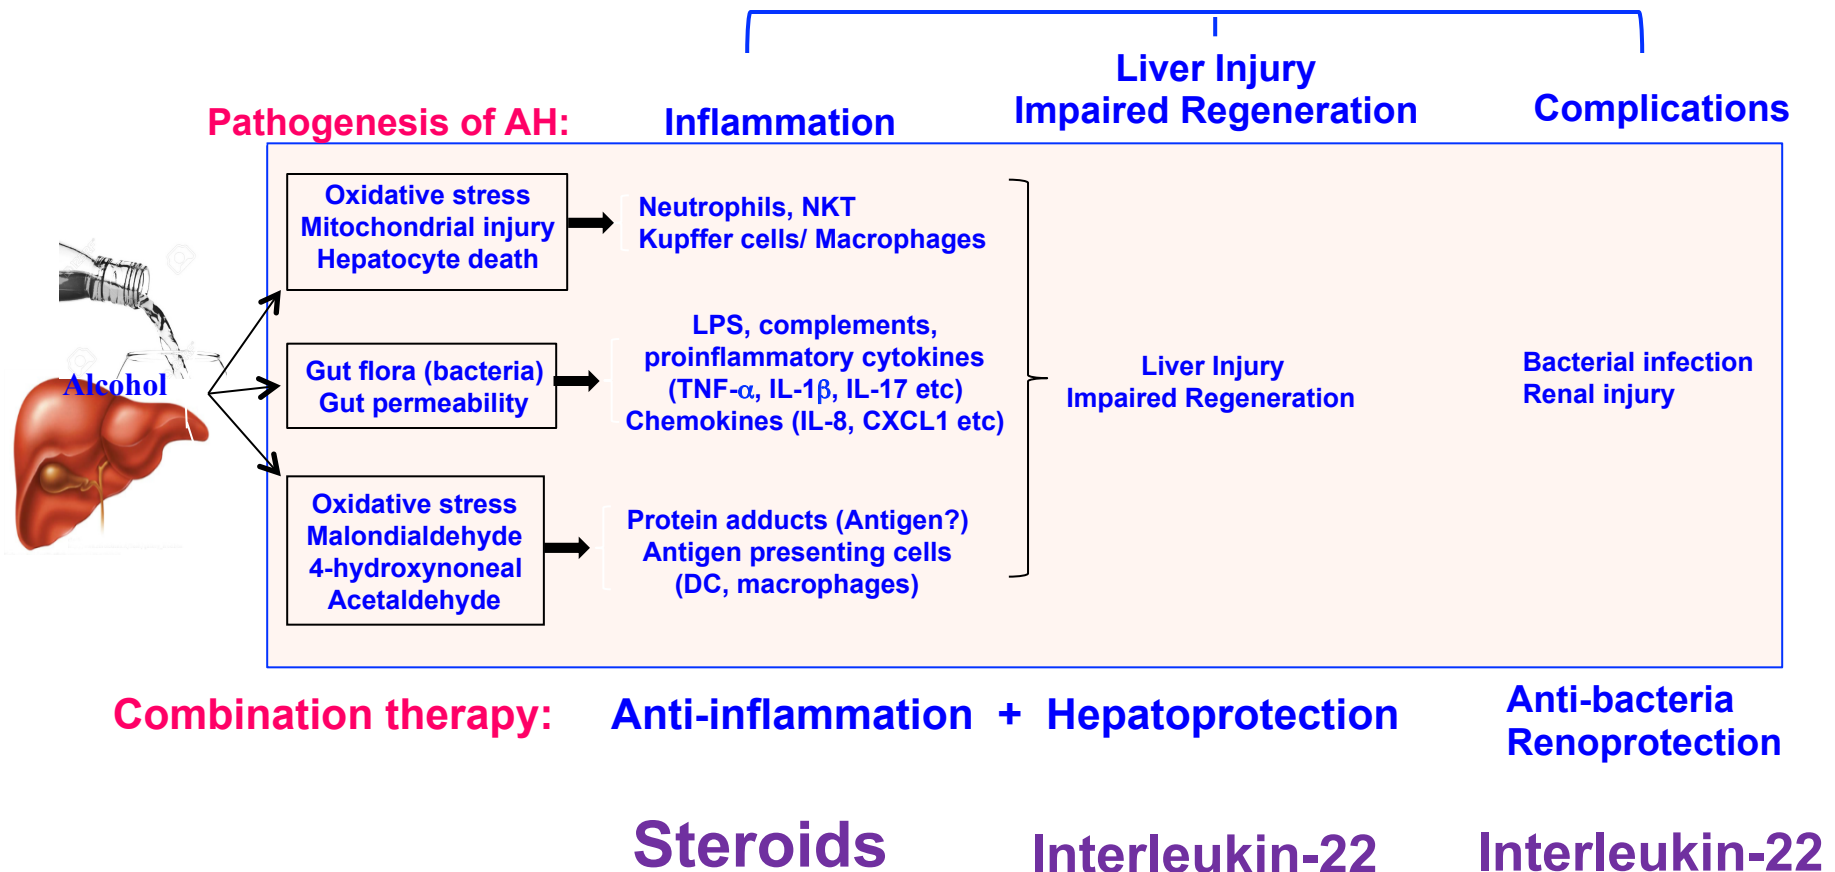 Liver Injury
Impaired Regeneration
Pathogenesis of AH:
Inflammation
Complications
Oxidative stress
Mitochondrial injury
Hepatocyte death
Neutrophils, NKT
Kupffer cells/ Macrophages
Alcohol
Gut flora (bacteria)
Gut permeability
LPS, complements,
proinflammatory cytokines
(TNF-α, IL-1β, IL-17 etc)
Chemokines (IL-8, CXCL1 etc)
Liver Injury
Impaired Regeneration
Bacterial infection
Renal injury
Oxidative stress
Malondialdehyde
4-hydroxynoneal
Acetaldehyde
Protein adducts (Antigen?)
Antigen presenting cells
(DC, macrophages)
Combination therapy:
Anti-inflammation + Hepatoprotection
Anti-bacteria
Renoprotection
Steroids
Interleukin-22
Interleukin-22